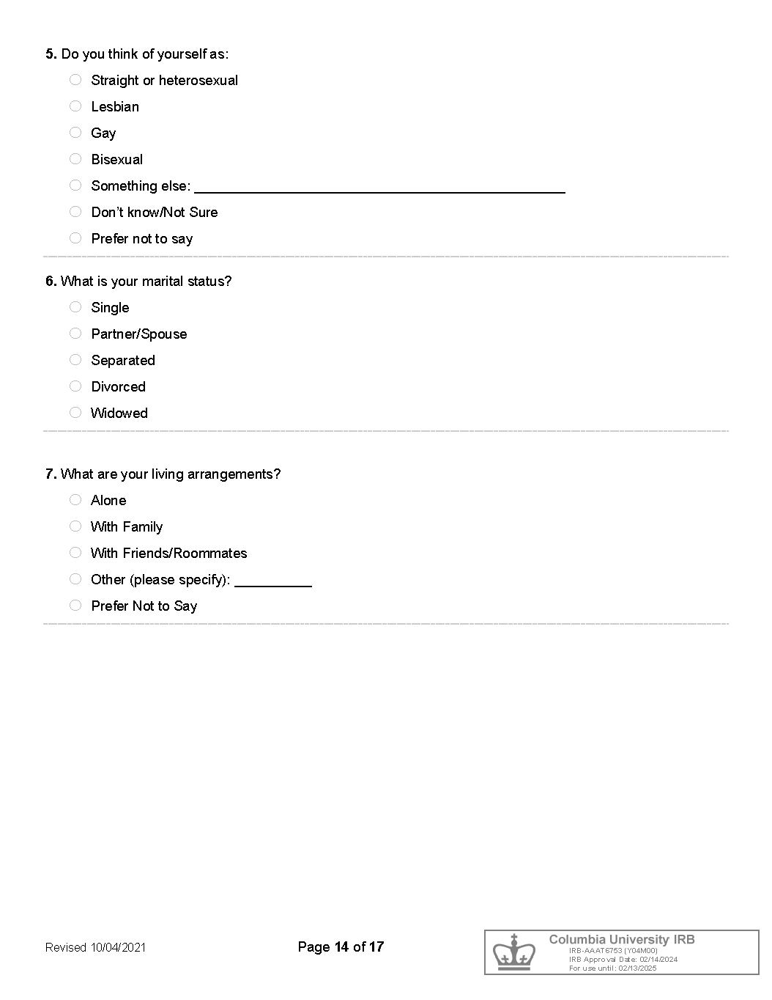 5. Do you think of yourself as:
Straight or heterosexual
Lesbian
Gay
Bisexual
Something else:
Don’t know/Not Sure
Prefer not to say
6. What is your marital status?
Single
Partner/Spouse
Separated
Divorced
Widowed
7. What are your living arrangements?
Alone
With Family
With Friends/Roommates
Other (please specify):
Prefer Not to Say
Revised 10/04/2021
Page 14 of 17
Columbia University IRB
IRB-AAAT6753 (Y04M00)
IRB Approval Date: 02/14/2024
For use until: 02/13/2025